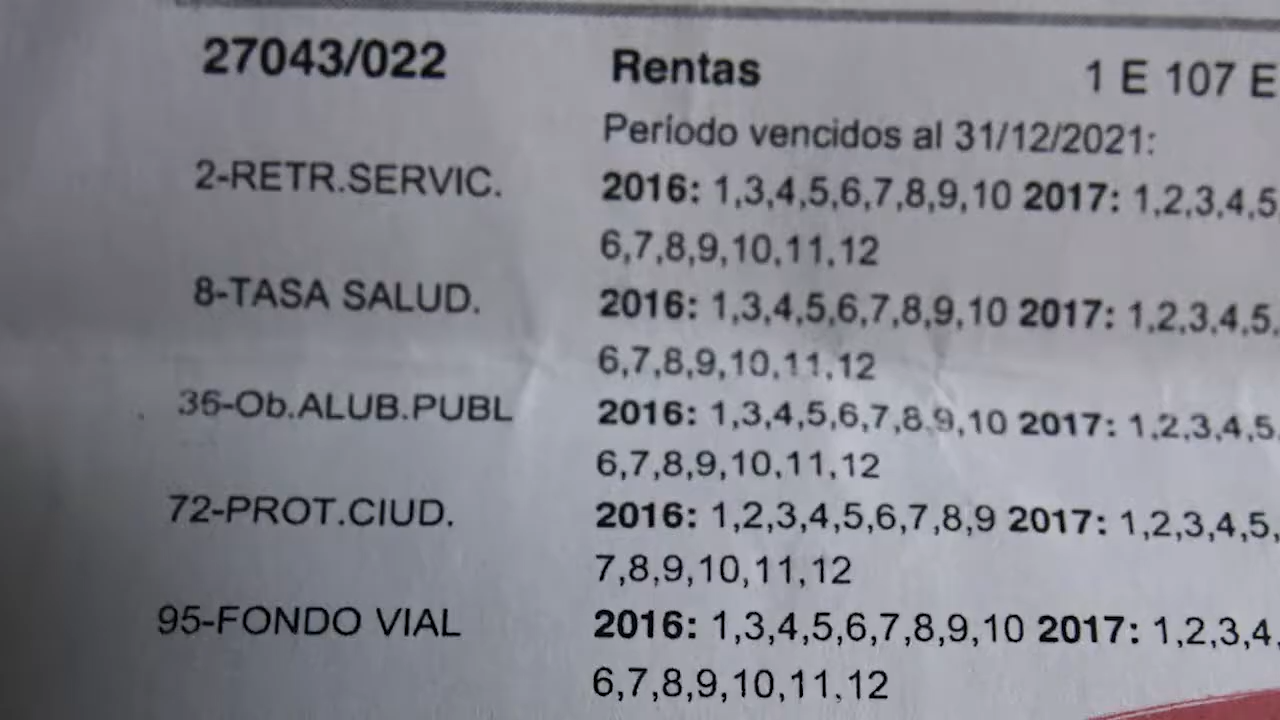 27043/022 Rentas 1 E 107 E
Período vencidos al 31/12/2021:
2-RETR.SERVIC. 2016: 1,3,4,5,6,7,8,9,10 2017: 1,2,3,4,5
6,7,8,9,10,11,12
8-TASA SALUD. 2016: 1,3,4,5,6,7,8,9,10 2017: 1,2,3,4,5,
6,7,8,9,10,11,12
36-Ob.ALUB.PUBL 2016: 1,3,4,5,6,7,8,9,10 2017: 1,2,3,4,5,
6,7,8,9,10,11,12
72-PROT.CIUD. 2016: 1,2,3,4,5,6,7,8,9 2017: 1,2,3,4,5,
7,8,9,10,11,12
95-FONDO VIAL 2016: 1,3,4,5,6,7,8,9,10 2017: 1,2,3,4,
6,7,8,9,10,11,12